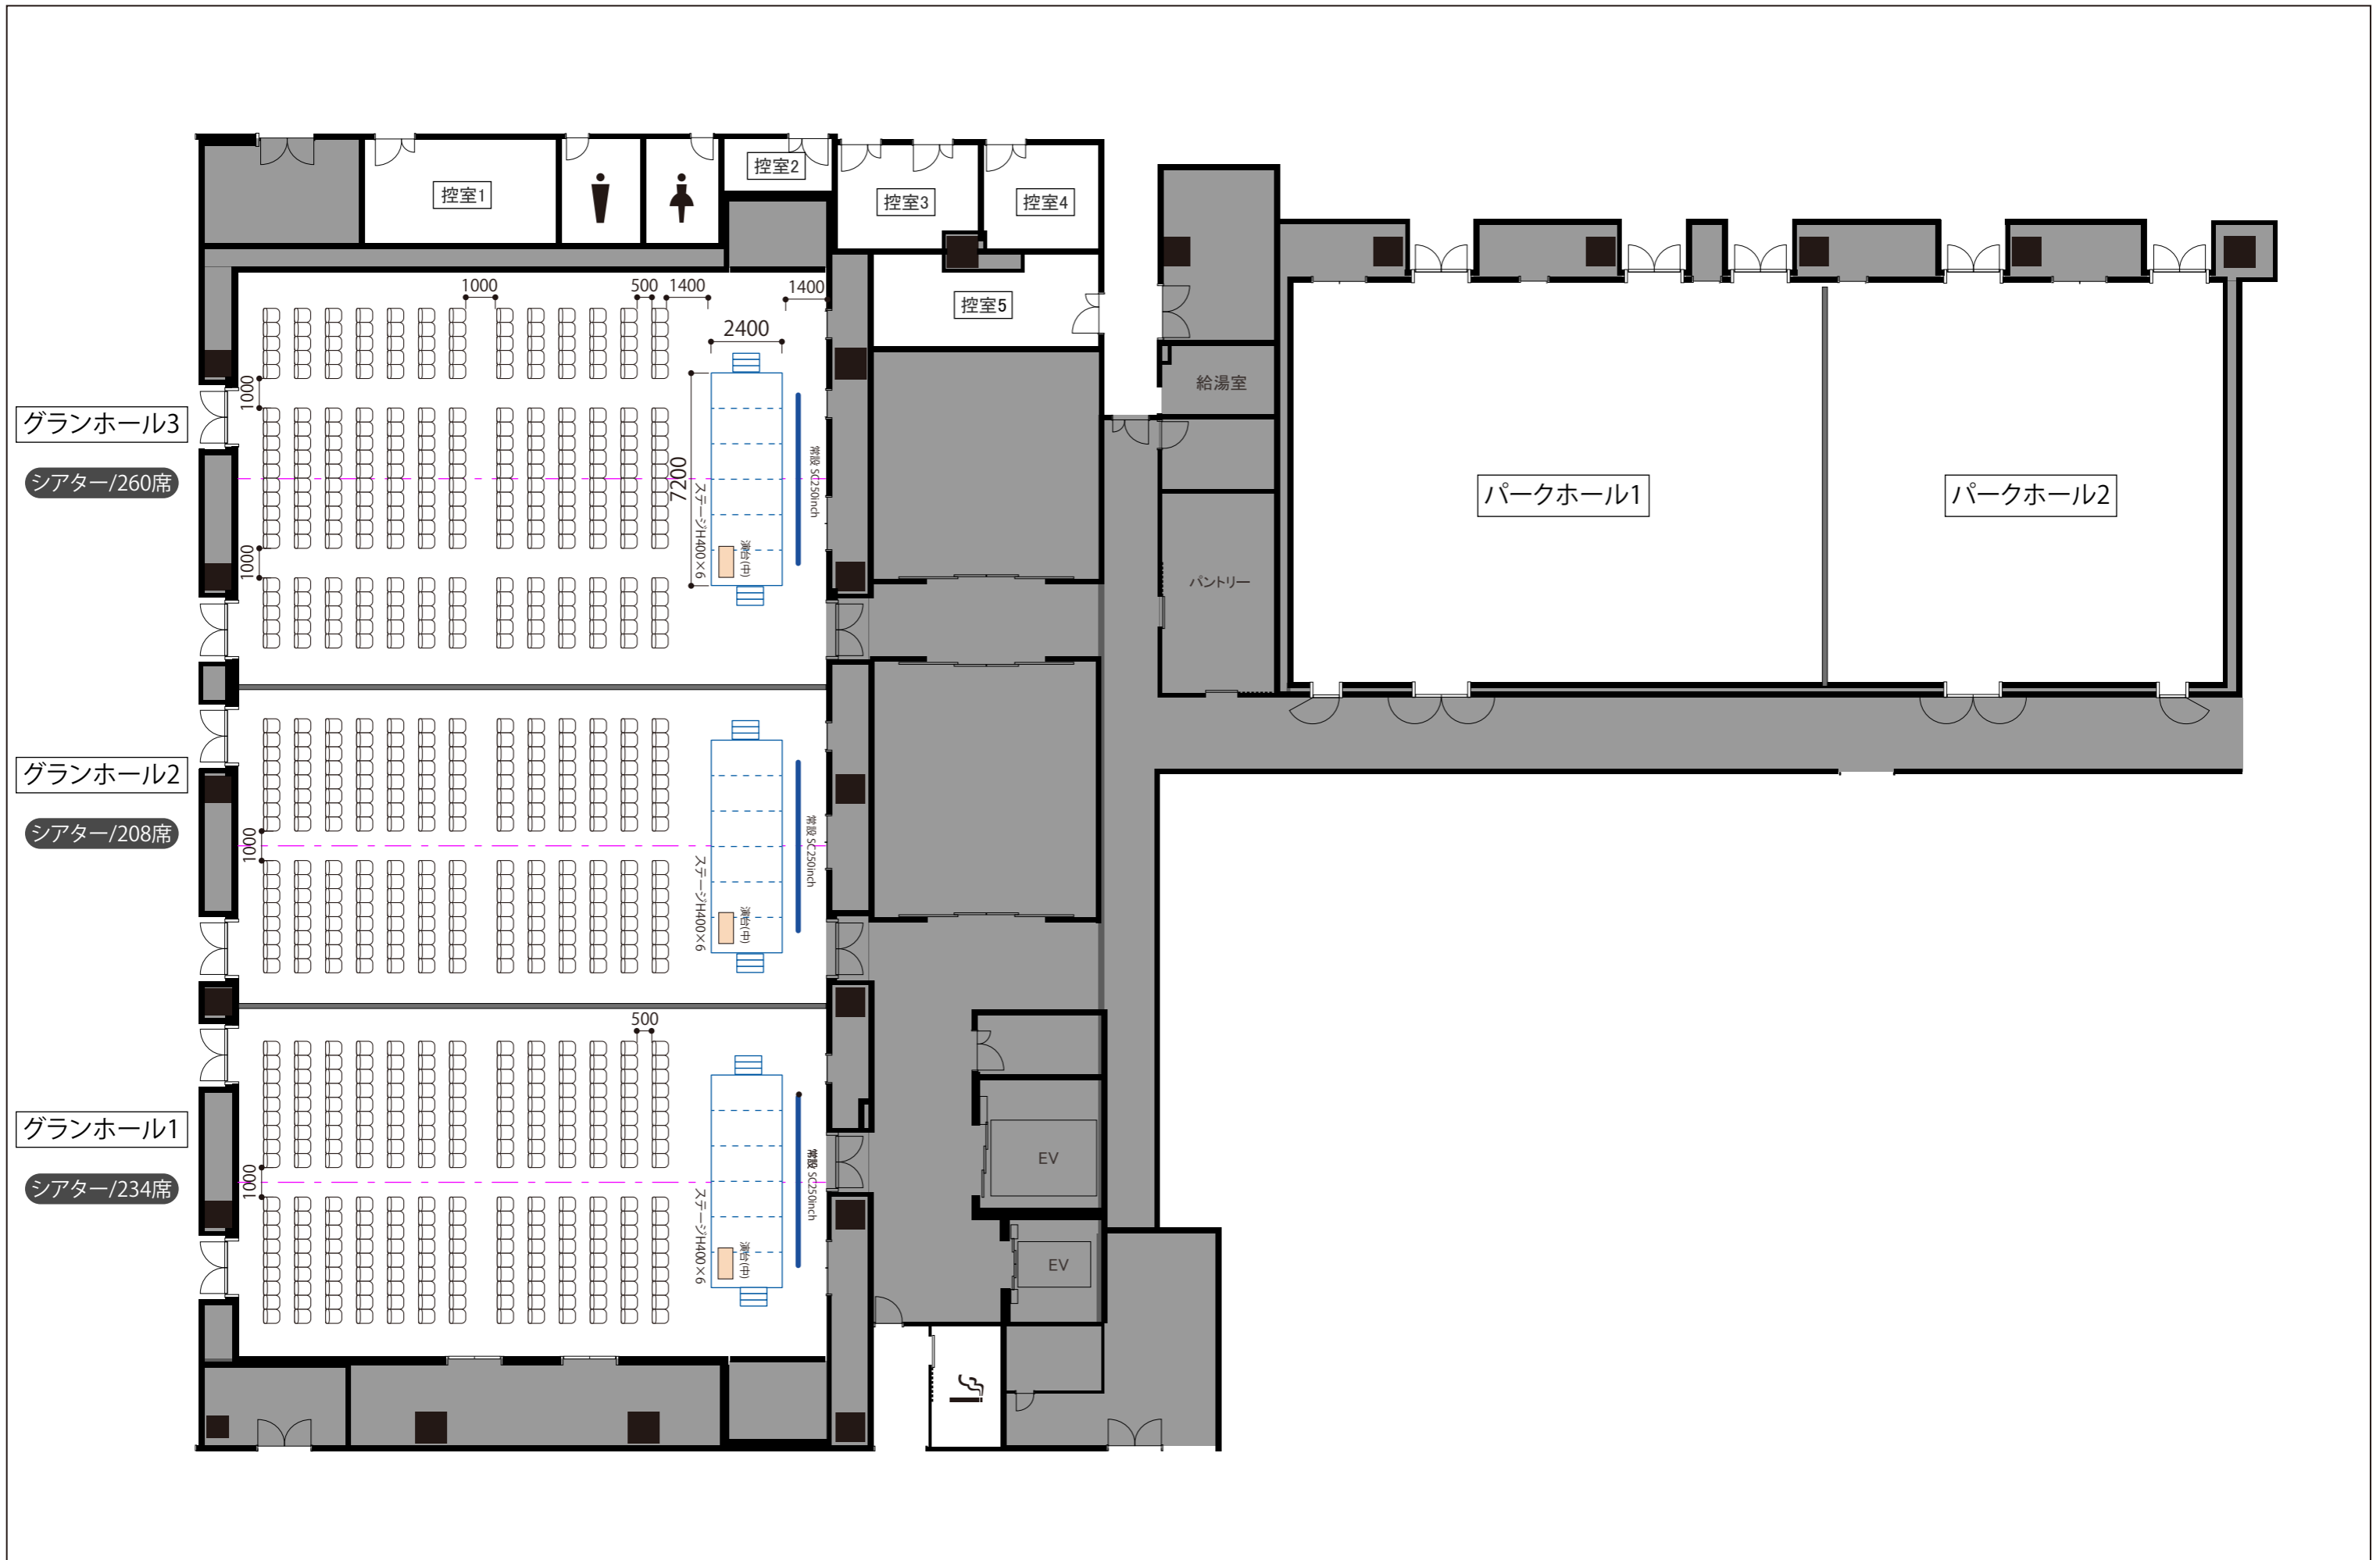 控室1
控室2
控室3
控室4
控室5
給湯室
パントリー
パークホール1
パークホール2
グランホール3
シアター/260席
1000
500
1400
1400
2400
1000
7200
1000
ステージH400×6
演台(中)
常設 SC250inch
グランホール2
シアター/208席
1000
ステージH400×6
演台(中)
常設 SC250inch
グランホール1
シアター/234席
500
1000
ステージH400×6
演台(中)
常設 SC250inch
EV
EV